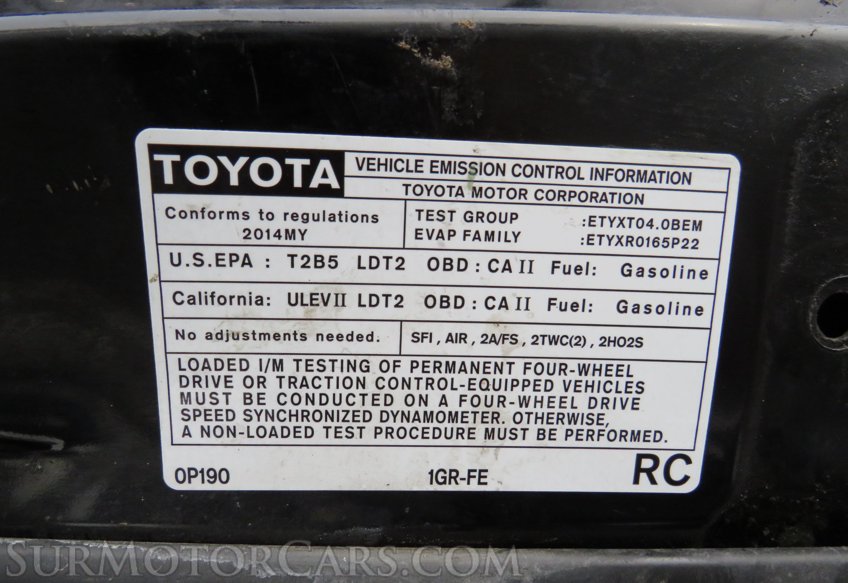 TOYOTA
VEHICLE EMISSION CONTROL INFORMATION
TOYOTA MOTOR CORPORATION
Conforms to regulations
2014MY
TEST GROUP :ETYXT04.0BEM
EVAP FAMILY :ETYXR0165P22
U.S.EPA : T2B5 LDT2 OBD : CA II Fuel: Gasoline
California: ULEV II LDT2 OBD : CA II Fuel: Gasoline
No adjustments needed.
SFI , AIR , 2A/FS , 2TWC(2) , 2HO2S
LOADED I/M TESTING OF PERMANENT FOUR-WHEEL
DRIVE OR TRACTION CONTROL-EQUIPPED VEHICLES
MUST BE CONDUCTED ON A FOUR-WHEEL DRIVE
SPEED SYNCHRONIZED DYNAMOMETER. OTHERWISE,
A NON-LOADED TEST PROCEDURE MUST BE PERFORMED.
0P190 1GR-FE RC
SURMOTORCARS.COM